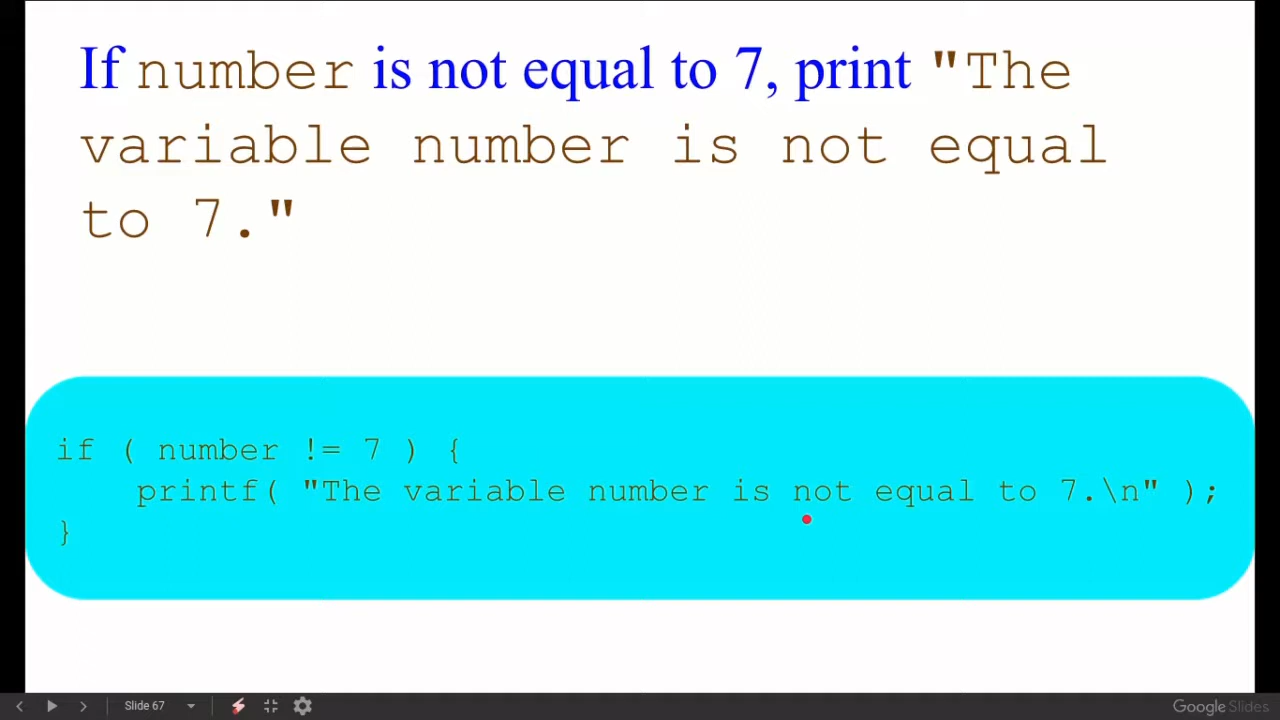 If number is not equal to 7, print "The
variable number is not equal
to 7."
if ( number != 7 ) {
    printf( "The variable number is not equal to 7.\n" );
}
Slide 67
Google Slides